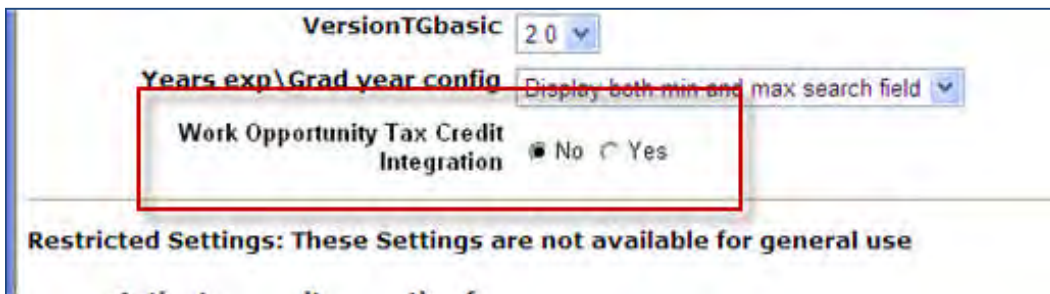 VersionTGbasic 2.0
Years exp\Grad year config Display both min and max search field
Work Opportunity Tax Credit
Integration No Yes
Restricted Settings: These Settings are not available for general use